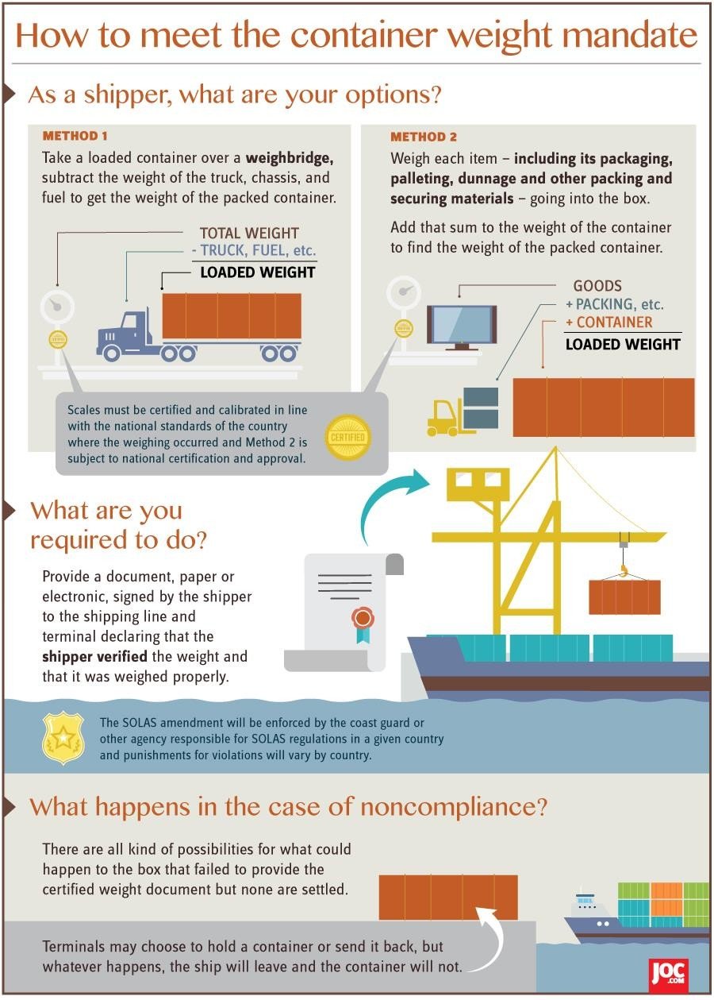 How to meet the container weight mandate
As a shipper, what are your options?
METHOD 1
Take a loaded container over a weighbridge,
subtract the weight of the truck, chassis, and
fuel to get the weight of the packed container.
TOTAL WEIGHT
- TRUCK, FUEL, etc.
LOADED WEIGHT
METHOD 2
Weigh each item – including its packaging,
palleting, dunnage and other packing and
securing materials – going into the box.
Add that sum to the weight of the container
to find the weight of the packed container.
GOODS
+ PACKING, etc.
+ CONTAINER
LOADED WEIGHT
CERTIFIED
CERTIFIED
Scales must be certified and calibrated in line
with the national standards of the country
where the weighing occurred and Method 2 is
subject to national certification and approval.
CERTIFIED
What are you
required to do?
Provide a document, paper or
electronic, signed by the shipper
to the shipping line and
terminal declaring that the
shipper verified the weight and
that it was weighed properly.
The SOLAS amendment will be enforced by the coast guard or
other agency responsible for SOLAS regulations in a given country
and punishments for violations will vary by country.
What happens in the case of noncompliance?
There are all kind of possibilities for what could
happen to the box that failed to provide the
certified weight document but none are settled.
Terminals may choose to hold a container or send it back, but
whatever happens, the ship will leave and the container will not.
JOC
.COM